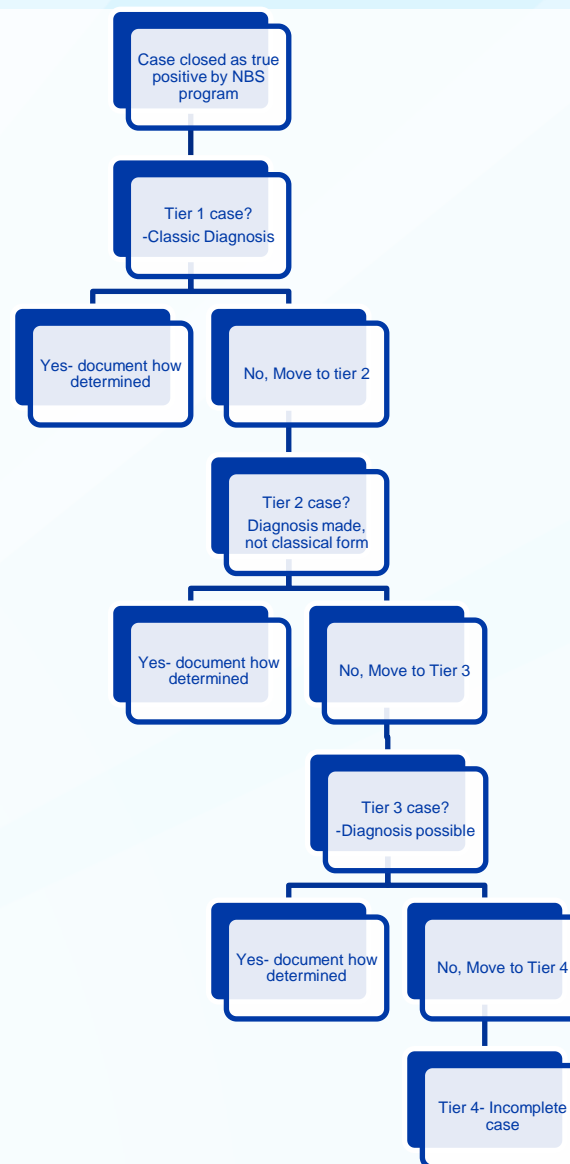 Case closed as true
positive by NBS
program
Tier 1 case?
-Classic Diagnosis
Yes- document how
determined
No, Move to tier 2
Tier 2 case?
Diagnosis made,
not classical form
Yes- document how
determined
No, Move to Tier 3
Tier 3 case?
-Diagnosis possible
Yes- document how
determined
No, Move to Tier 4
Tier 4- Incomplete
case